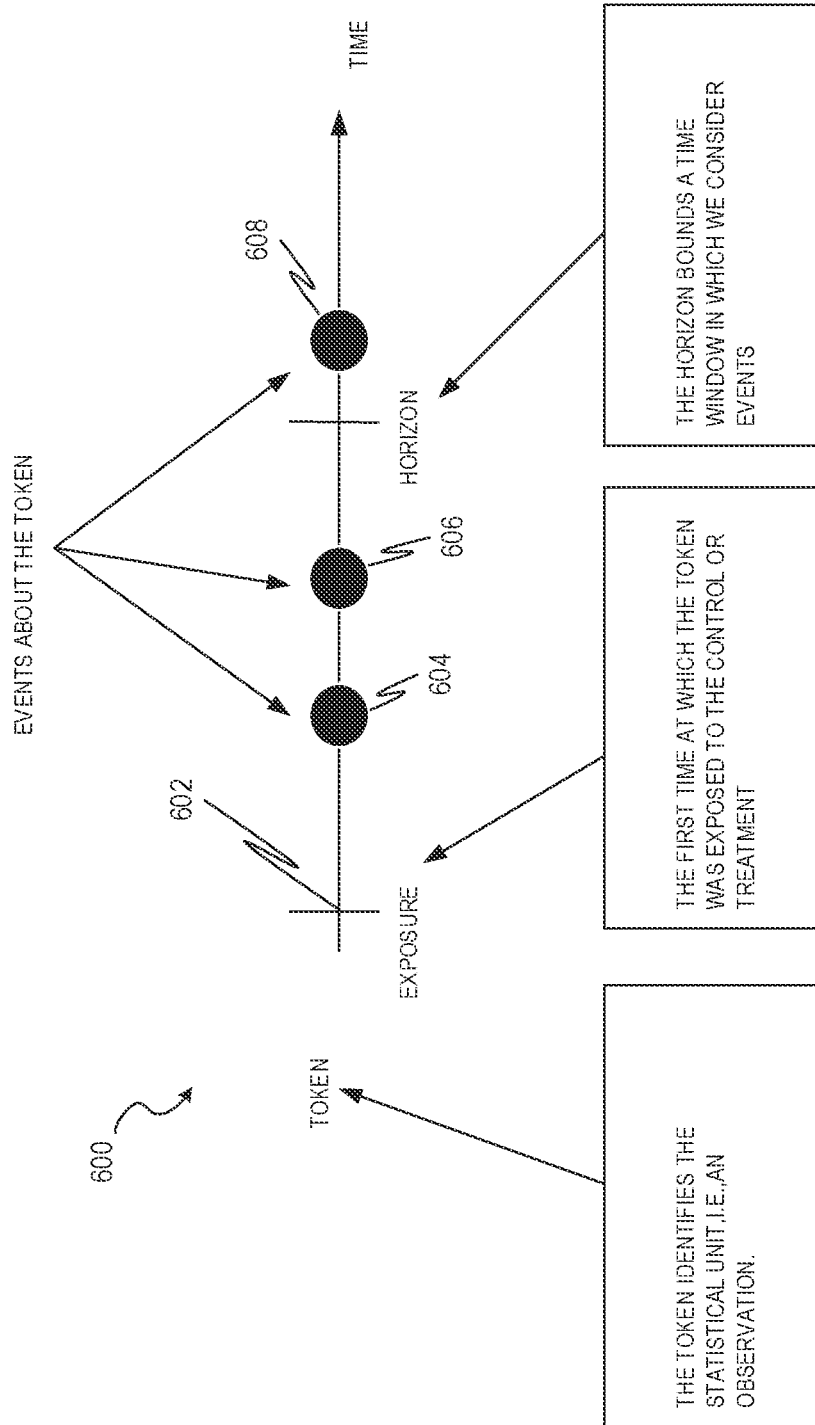 EVENTS ABOUT THE TOKEN
600
602
604
606
608
TOKEN
EXPOSURE
HORIZON
TIME
THE TOKEN IDENTIFIES THE
STATISTICAL UNIT,I.E.,AN
OBSERVATION.
THE FIRST TIME AT WHICH THE TOKEN
WAS EXPOSED TO THE CONTROL OR
TREATMENT
THE HORIZON BOUNDS A TIME
WINDOW IN WHICH WE CONSIDER
EVENTS